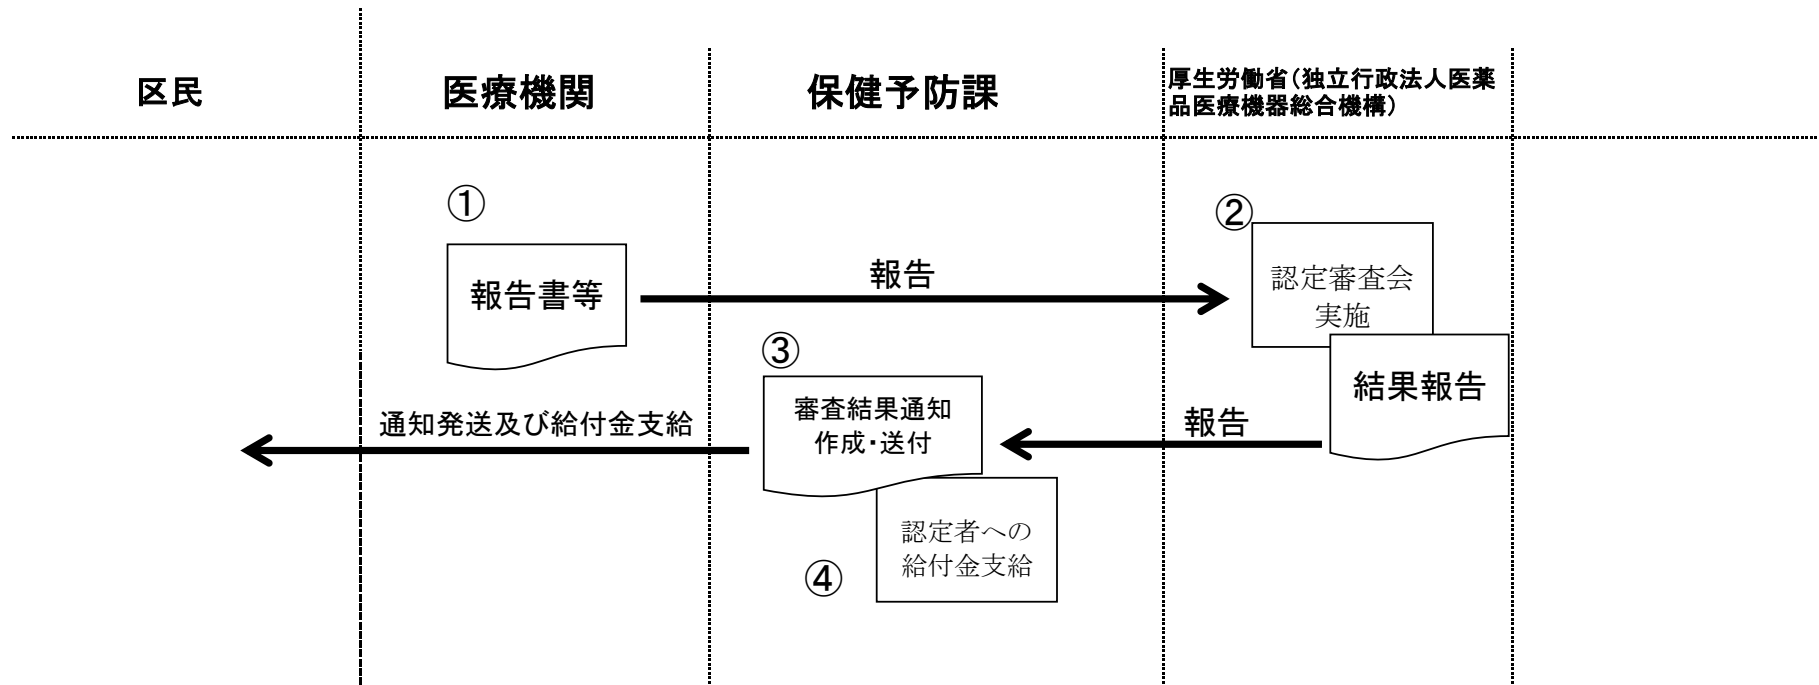 区民
医療機関
保健予防課
厚生労働省（独立行政法人医薬
品医療機器総合機構）
①
②
報告書等
報告
認定審査会
実施
③
結果報告
審査結果通知
作成・送付
通知発送及び給付金支給
報告
認定者への
給付金支給
④